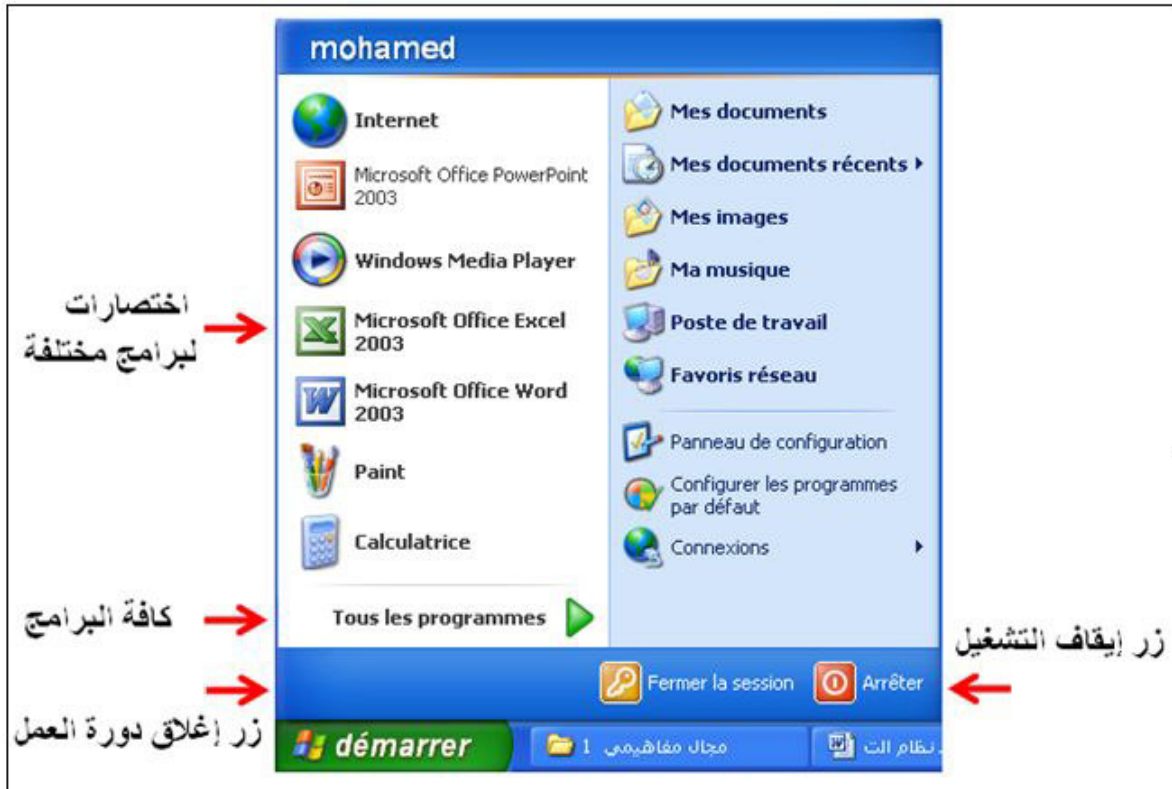 mohamed
Internet
Microsoft Office PowerPoint
2003
Windows Media Player
Microsoft Office Excel
2003
Microsoft Office Word
2003
Paint
Calculatrice
Tous les programmes
Mes documents
Mes documents récents
Mes images
Ma musique
Poste de travail
Favoris réseau
Panneau de configuration
Configurer les programmes
par défaut
Connexions
Fermer la session
Arrêter
démarrer
مجال مفاهيمي 1
نظام الت
اختصارات
لبرامج مختلفة
كافة البرامج
زر إغلاق دورة العمل
زر إيقاف التشغيل